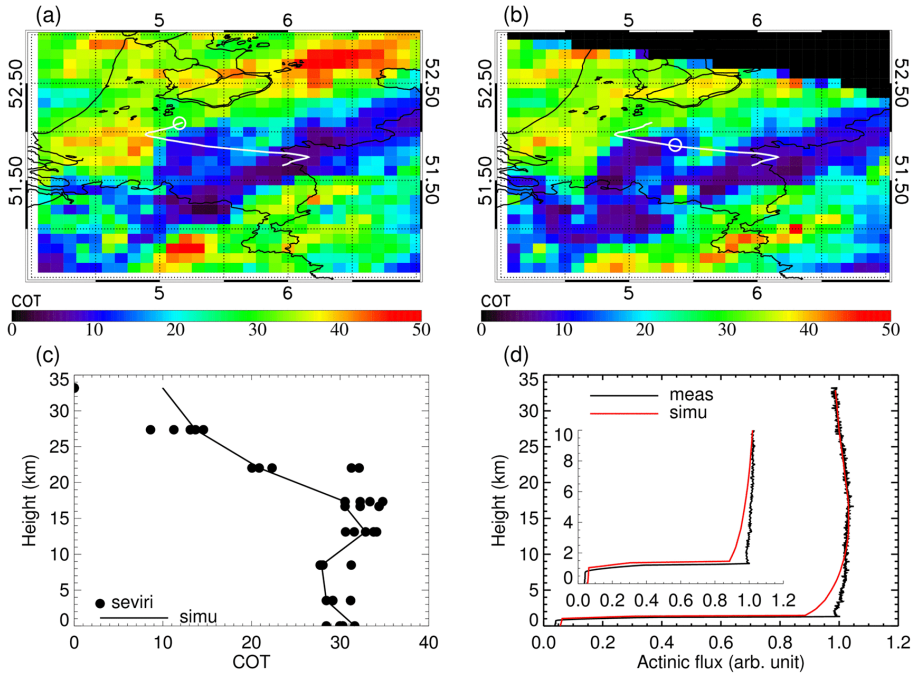 (a)
(b)
5 6
5 6
52.50 52.50
52.50 52.50
51.50 51.50
51.50 51.50
5 6
5 6
COT
COT
0 10 20 30 40 50
0 10 20 30 40 50
(c)
(d)
35
30
25
20
15
10
5
0
Height (km)
seviri
simu
0 10 20 30 40
COT
35
30
25
20
15
10
5
0
Height (km)
meas
simu
10
8
6
4
2
0
0.0 0.2 0.4 0.6 0.8 1.0 1.2
0.0 0.2 0.4 0.6 0.8 1.0 1.2
Actinic flux (arb. unit)